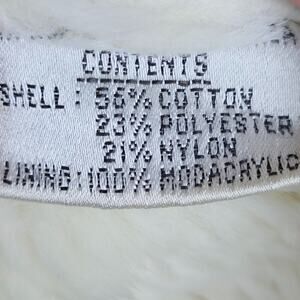 CONTENTS
SHELL: 56% COTTON
23% POLYESTER
21% NYLON
LINING: 100% MODACRYLIC